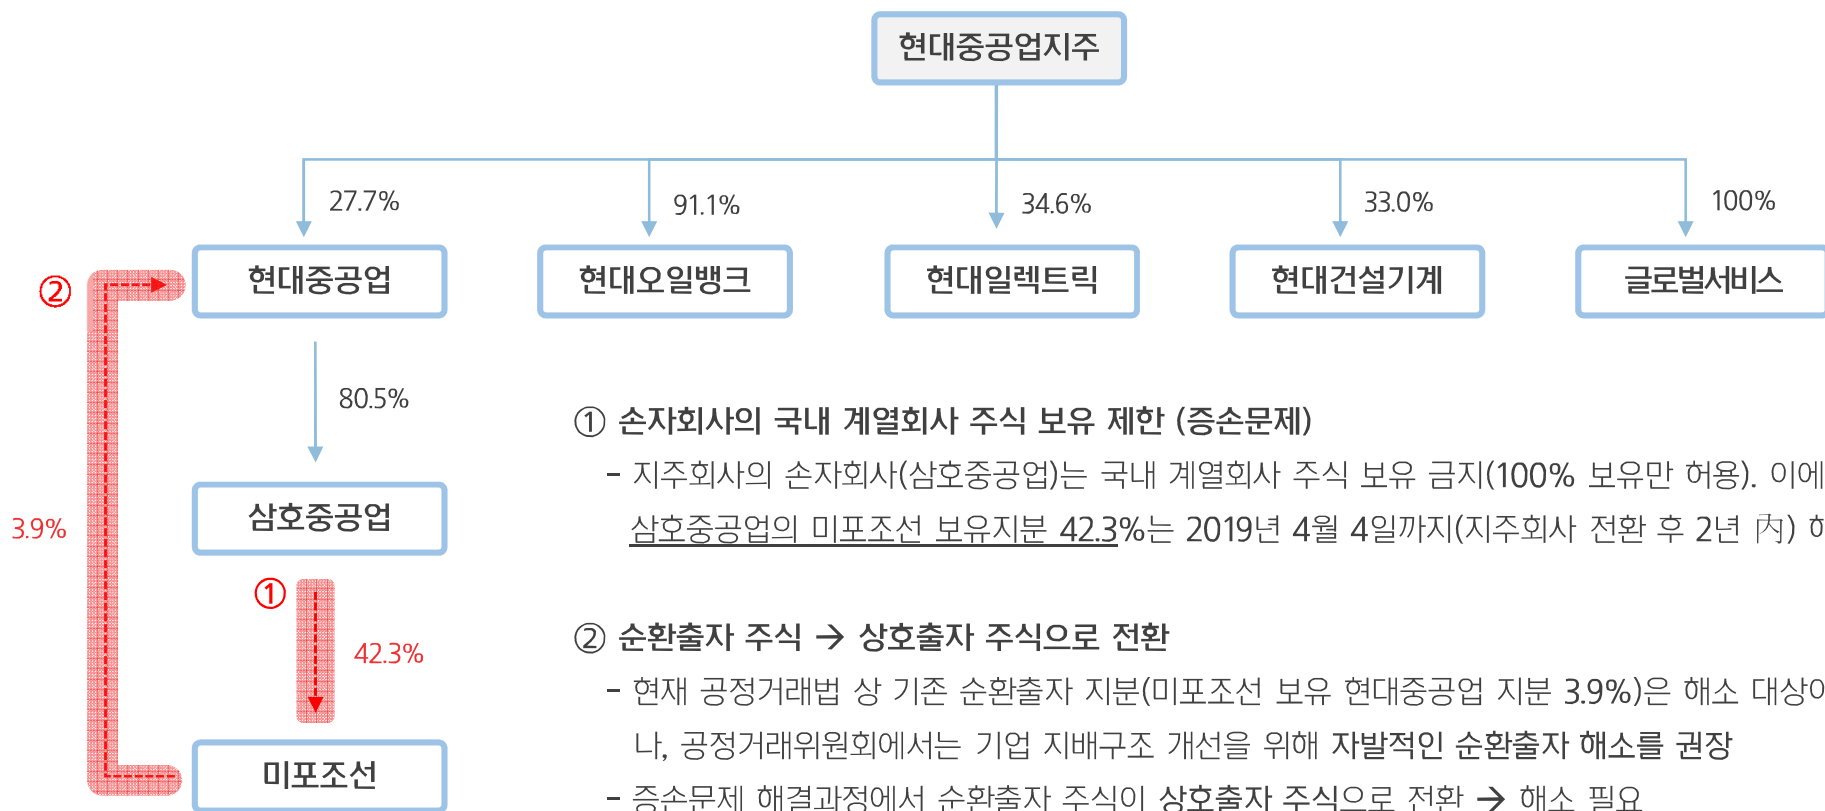 현대중공업지주
27.7%
91.1%
34.6%
33.0%
100%
② 현대중공업
현대오일뱅크
현대일렉트릭
현대건설기계
글로벌서비스
80.5%
① 손자회사의 국내 계열회사 주식 보유 제한 (증손문제)
- 지주회사의 손자회사(삼호중공업)는 국내 계열회사 주식 보유 금지(100% 보유만 허용). 이에
삼호중공업
3.9%
삼호중공업의 미포조선 보유지분 42.3%는 2019년 4월 4일까지(지주회사 전환 후 2년 內)
①
② 순환출자 주식 → 상호출자 주식으로 전환
42.3%
- 현재 공정거래법 상 기존 순환출자 지분(미포조선 보유 현대중공업 지분 3.9%)은 해소 대상이
나, 공정거래위원회에서는 기업 지배구조 개선을 위해 자발적인 순환출자 해소를 권장
미포조선
- 증손문제 해결과정에서 순환출자 주식이 상호출자 주식으로 전환 → 해소 필요